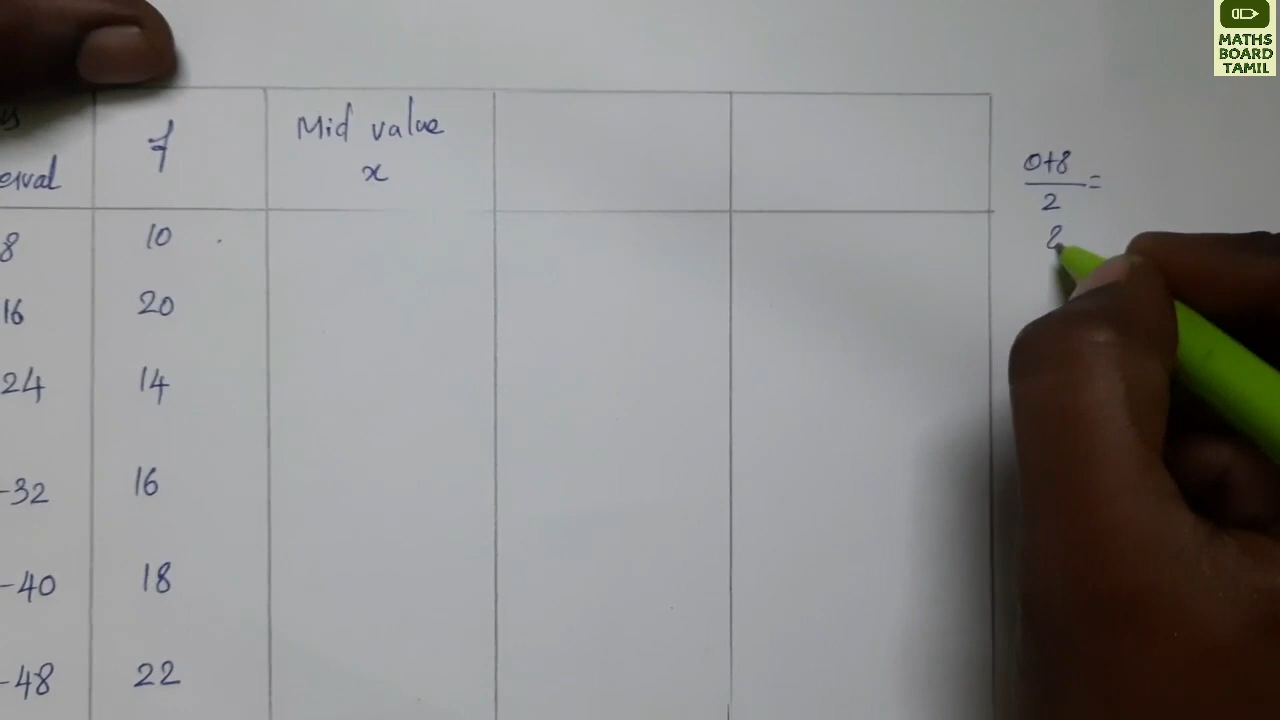 MATHS
BOARD
TAMIL
f
Mid value
x
0+8
2
=
8
10
16
20
24
14
-32
16
-40
18
-48
22